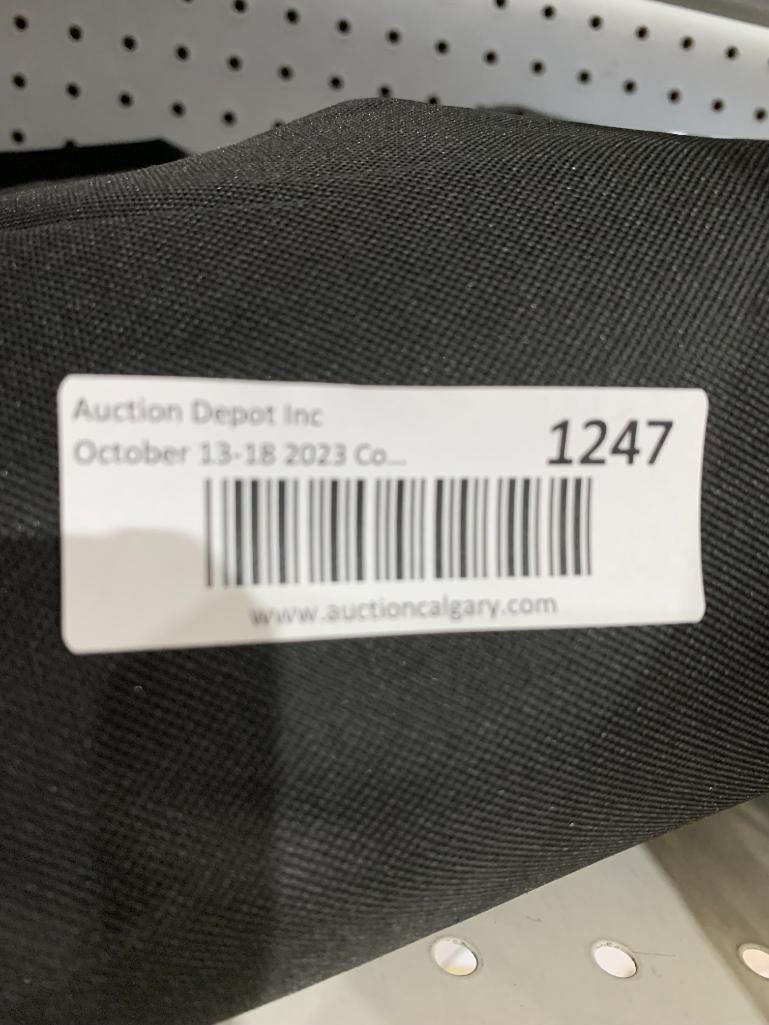 Auction Depot Inc
October 13-18 2023 Co...
1247
www.auctioncalgary.com